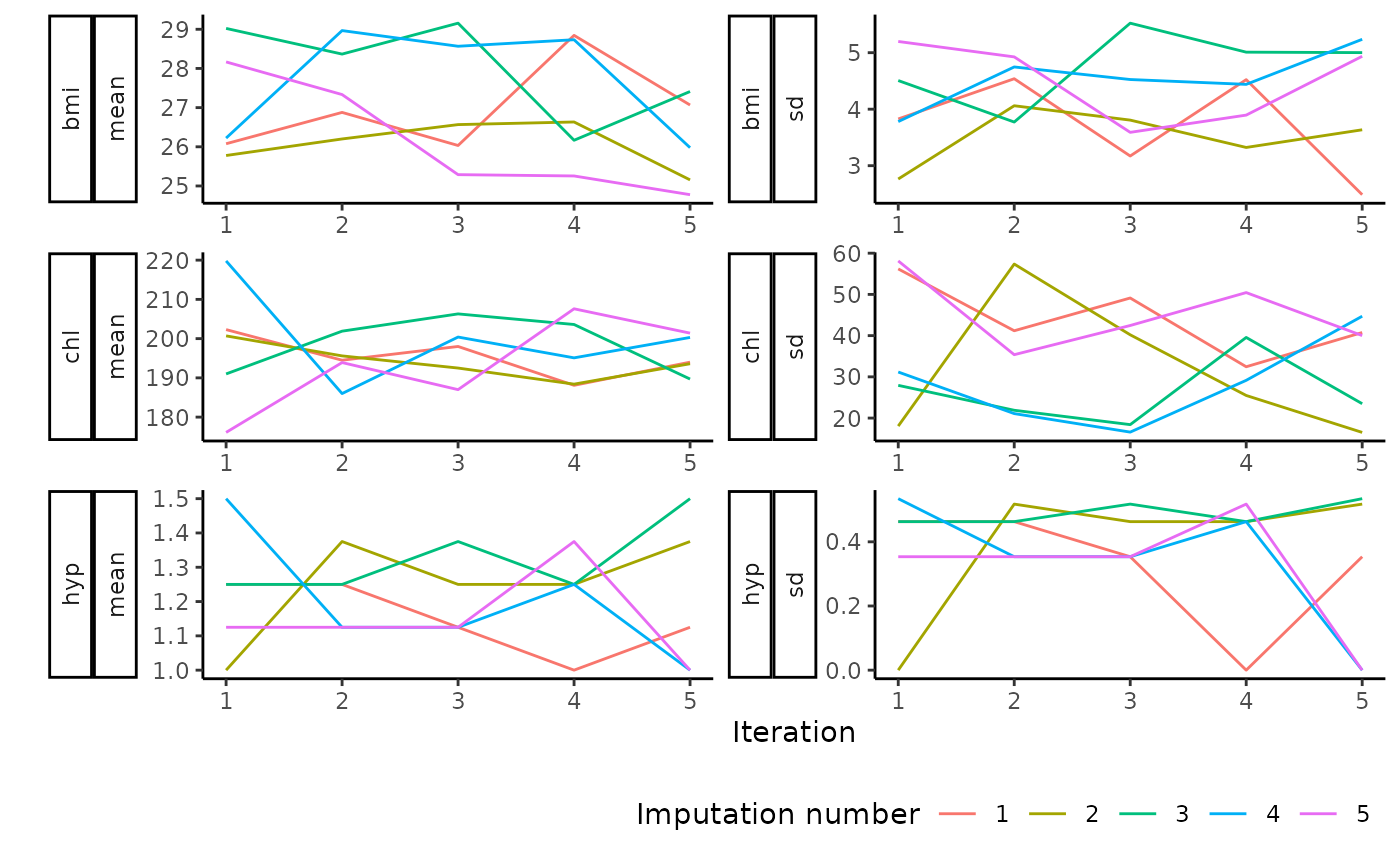 bmi mean 29 28 27 26 25
1 2 3 4 5
bmi sd 5 4 3
1 2 3 4 5
chl mean 220 210 200 190 180
1 2 3 4 5
chl sd 60 50 40 30 20
1 2 3 4 5
hyp mean 1.5 1.4 1.3 1.2 1.1 1.0
1 2 3 4 5
hyp sd 0.4 0.2 0.0
1 2 3 4 5
Iteration
Imputation number 1 2 3 4 5